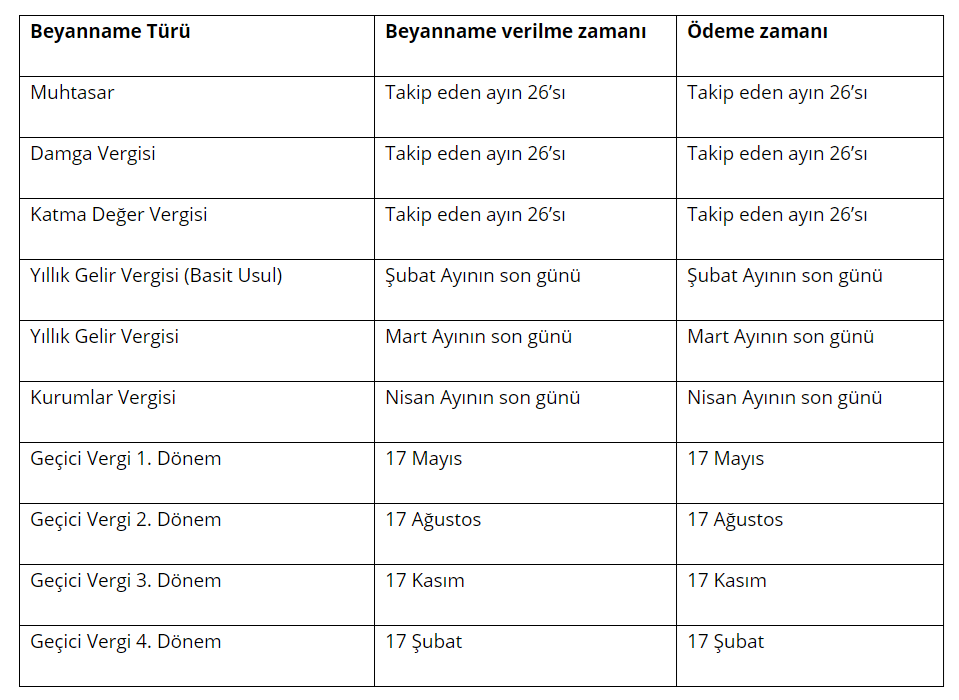 Beyanname Türü Beyanname verilme zamanı Ödeme zamanı
Muhtasar Takip eden ayın 26’sı Takip eden ayın 26’sı
Damga Vergisi Takip eden ayın 26’sı Takip eden ayın 26’sı
Katma Değer Vergisi Takip eden ayın 26’sı Takip eden ayın 26’sı
Yıllık Gelir Vergisi (Basit Usul) Şubat Ayının son günü Şubat Ayının son günü
Yıllık Gelir Vergisi Mart Ayının son günü Mart Ayının son günü
Kurumlar Vergisi Nisan Ayının son günü Nisan Ayının son günü
Geçici Vergi 1. Dönem 17 Mayıs 17 Mayıs
Geçici Vergi 2. Dönem 17 Ağustos 17 Ağustos
Geçici Vergi 3. Dönem 17 Kasım 17 Kasım
Geçici Vergi 4. Dönem 17 Şubat 17 Şubat